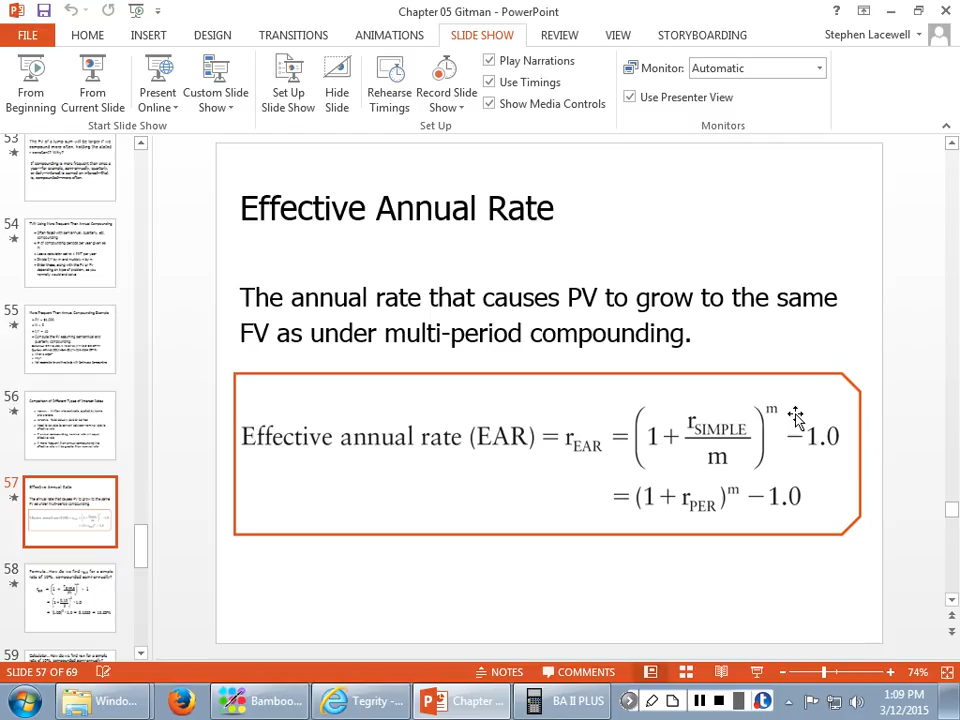 Chapter 05 Gitman - PowerPoint
FILE HOME INSERT DESIGN TRANSITIONS ANIMATIONS SLIDE SHOW REVIEW VIEW STORYBOARDING Stephen Lacewell
From Beginning
From Current Slide
Present Online
Custom Slide Show
Set Up Slide Show
Hide Slide
Rehearse Timings
Record Slide Show
Play Narrations
Use Timings
Show Media Controls
Monitor: Automatic
Use Presenter View
Start Slide Show
Set Up
Monitors
53
54
55
56
57
Effective Annual Rate
58
59
Effective Annual Rate
The annual rate that causes PV to grow to the same
FV as under multi-period compounding.
Effective annual rate (EAR) = r_EAR = (1 + r_SIMPLE / m)^m − 1.0
= (1 + r_PER)^m − 1.0
SLIDE 57 OF 69 NOTES COMMENTS 74%
Windo... Bamboo... Tegrity -... Chapter ... BA II PLUS
1:09 PM
3/12/2015